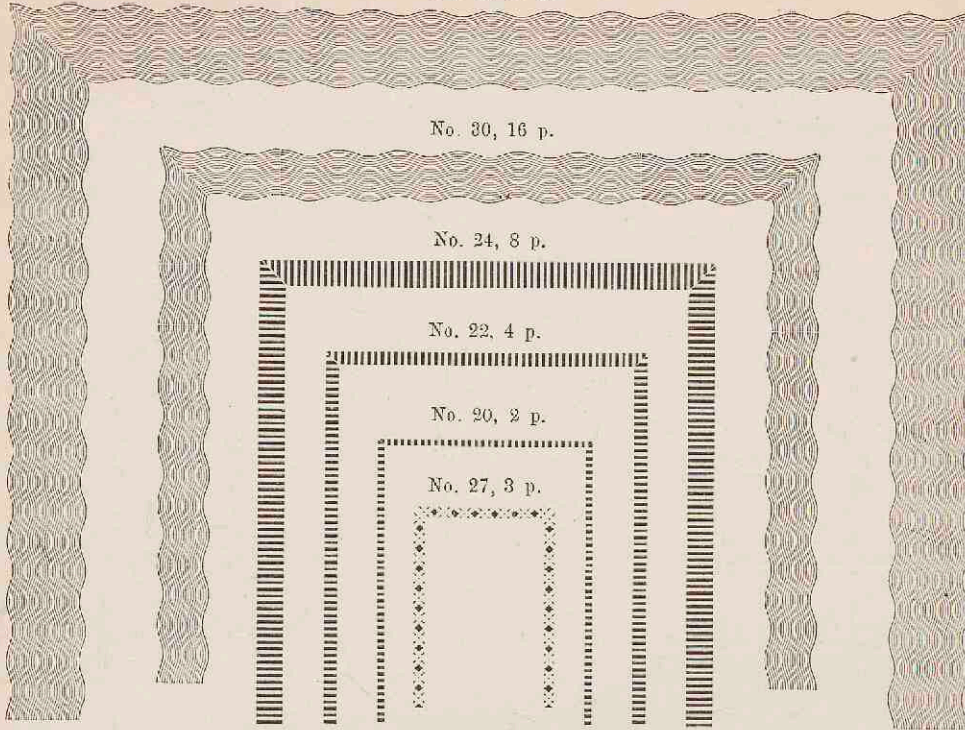 No. 30, 16 p.
No. 24, 8 p.
No. 22, 4 p.
No. 20, 2 p.
No. 27, 3 p.